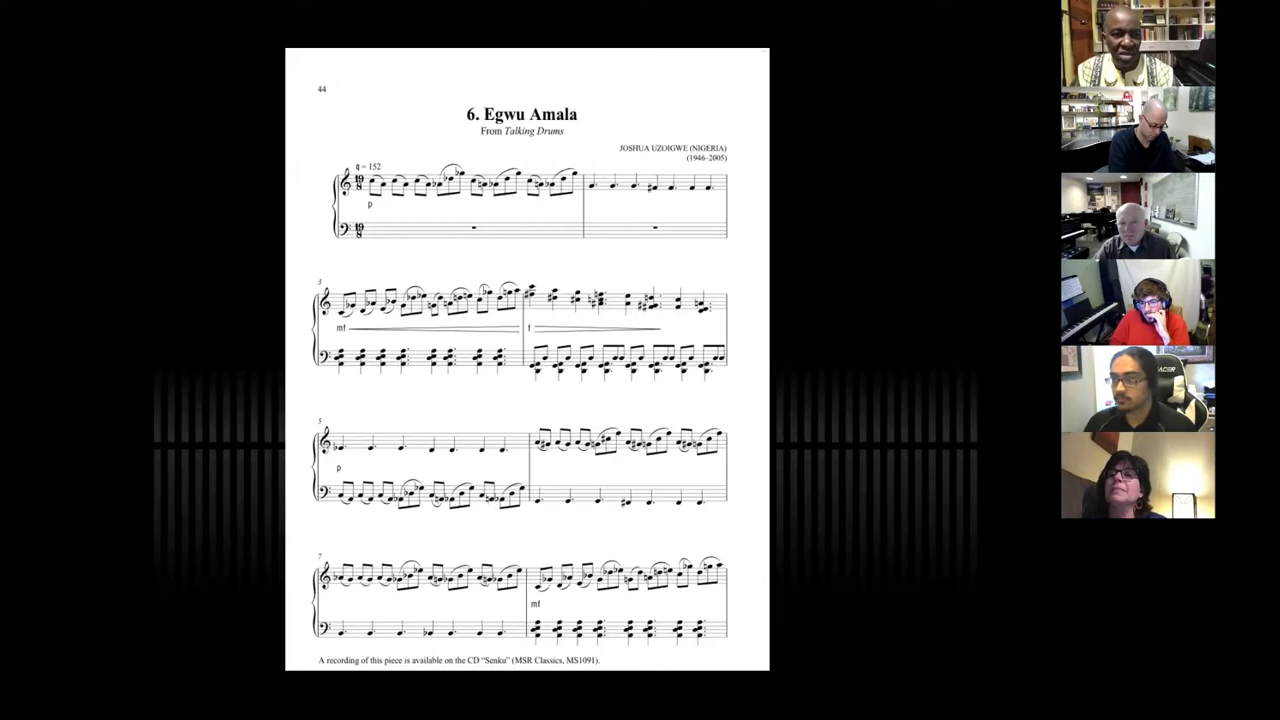 44
6. Egwu Amala
From Talking Drums
JOSHUA UZOIGWE (NIGERIA)
(1946–2005)
q = 152
19
8
p
19
8
3
mf
f
5
p
7
mf
A recording of this piece is available on the CD “Senku” (MSR Classics, MS1091).
ACER